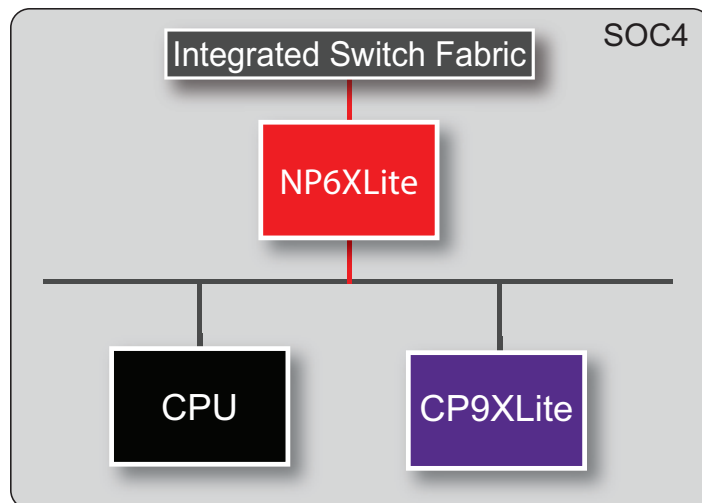 SOC4
Integrated Switch Fabric
NP6XLite
CPU
CP9XLite